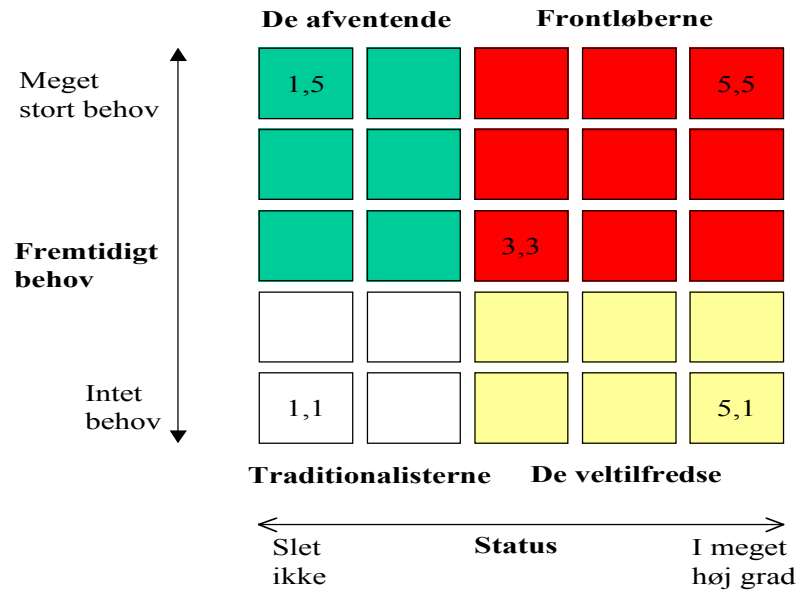 De afventende
Frontløberne
Meget
stort behov
1,5
5,5
Fremtidigt
behov
3,3
Intet
behov
1,1
5,1
Traditionalisterne
De veltilfredse
Slet
ikke
Status
I meget
høj grad